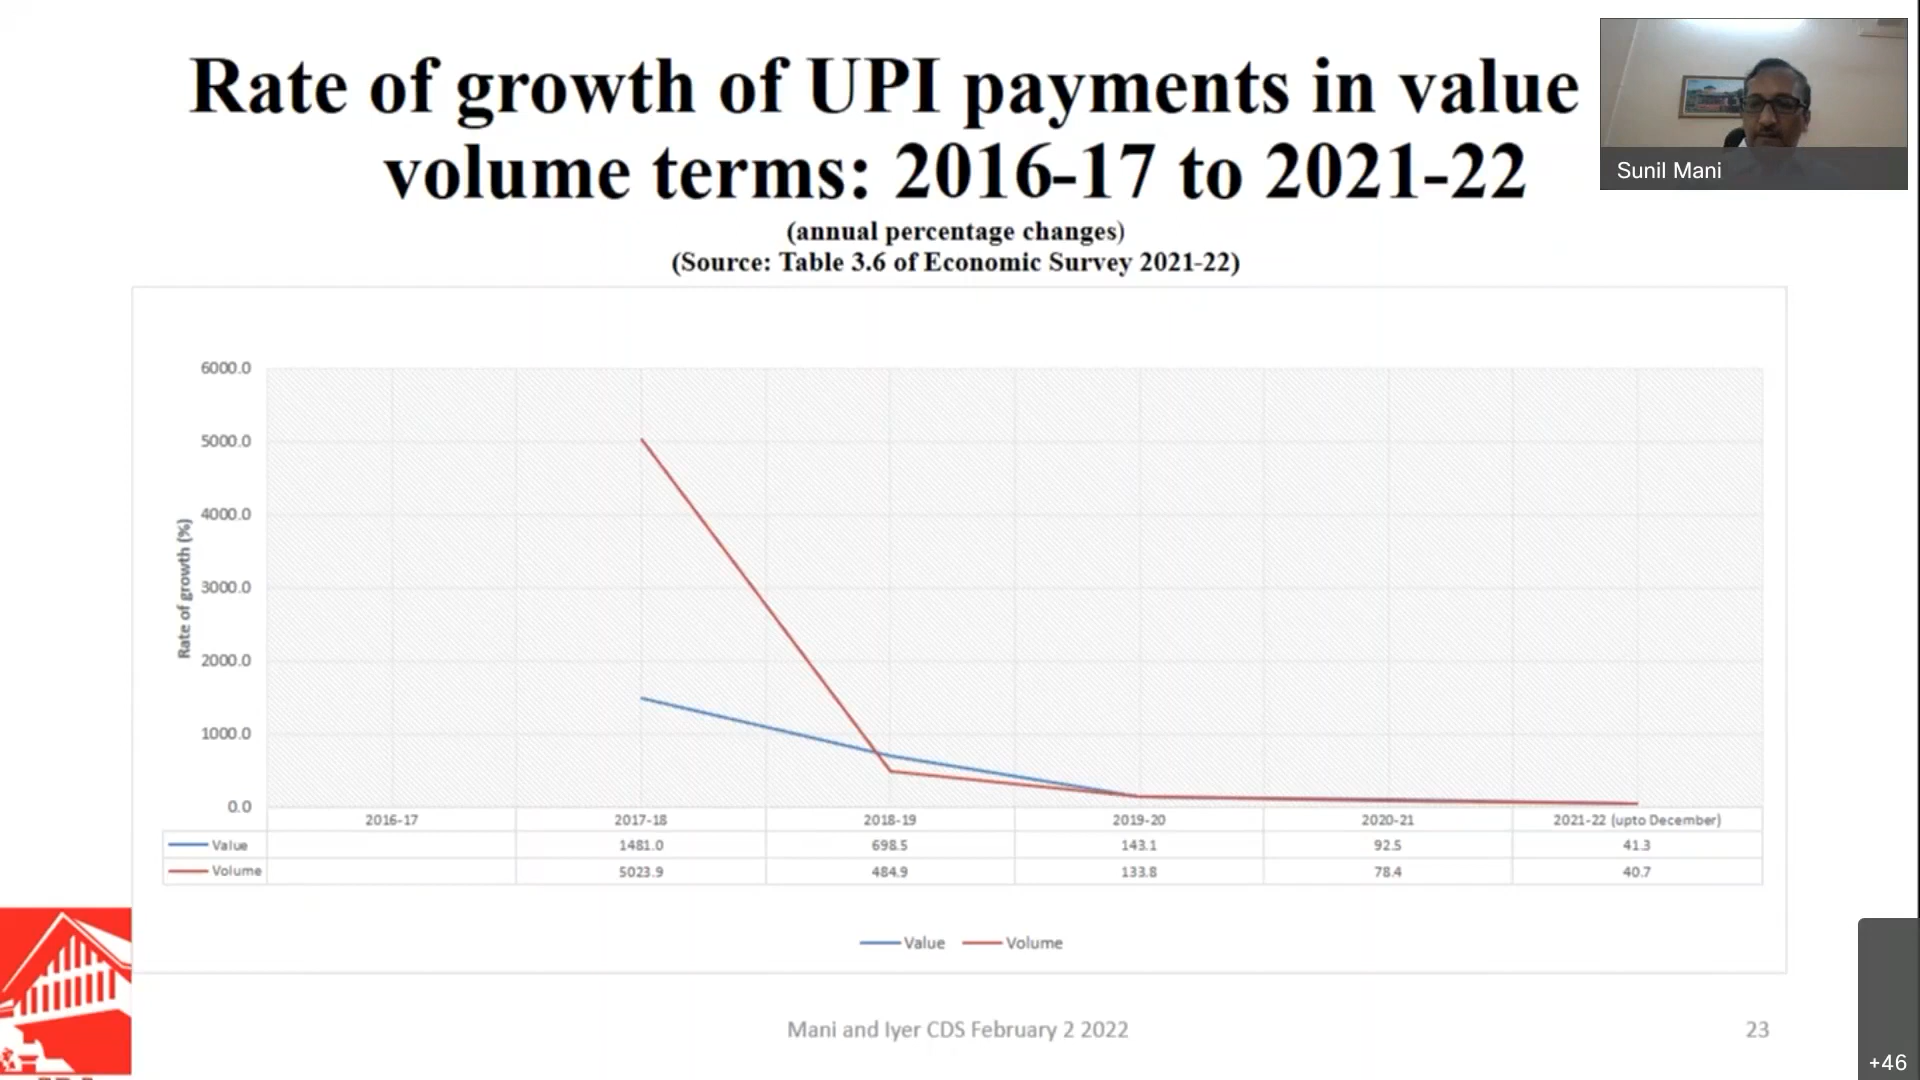 Rate of growth of UPI payments in value
volume terms: 2016-17 to 2021-22
(annual percentage changes)
(Source: Table 3.6 of Economic Survey 2021-22)
Sunil Mani
Rate of growth (%)
6000.0
5000.0
4000.0
3000.0
2000.0
1000.0
0.0
2016-17 2017-18 2018-19 2019-20 2020-21 2021-22 (upto December)
Value 1481.0 698.5 143.1 92.5 41.3
Volume 5023.9 484.9 133.8 78.4 40.7
Value Volume
Mani and Iyer CDS February 2 2022
23
+46